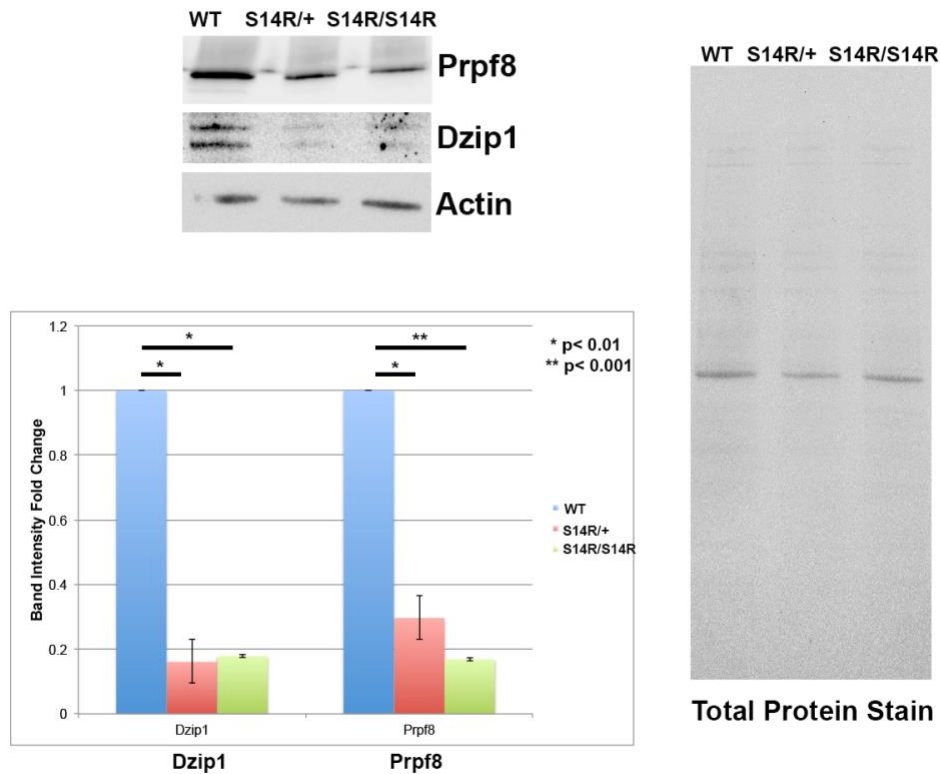 WT S14R/+ S14R/S14R
Prpf8
Dzip1
Actin
WT S14R/+ S14R/S14R
Total Protein Stain
1.2
1
0.8
0.6
0.4
0.2
0
Band Intensity Fold Change
*
*
**
*
* p< 0.01
** p< 0.001
WT
S14R/+
S14R/S14R
Dzip1 Prpf8
Dzip1 Prpf8